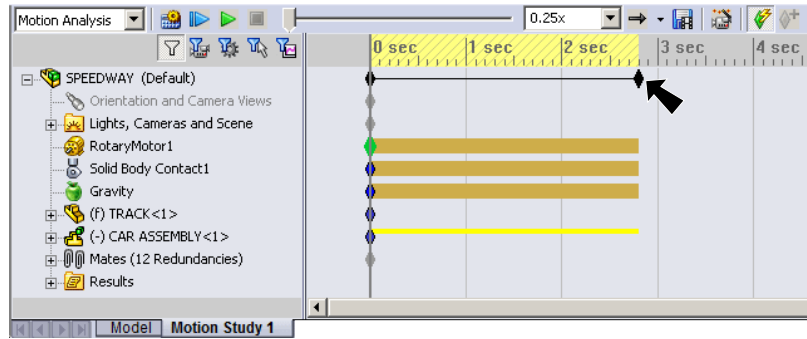 Motion Analysis
0.25x
0 sec 1 sec 2 sec 3 sec 4 sec
SPEEDWAY (Default)
Orientation and Camera Views
Lights, Cameras and Scene
RotaryMotor1
Solid Body Contact1
Gravity
(f) TRACK<1>
(-) CAR ASSEMBLY<1>
Mates (12 Redundancies)
Results
Model Motion Study 1